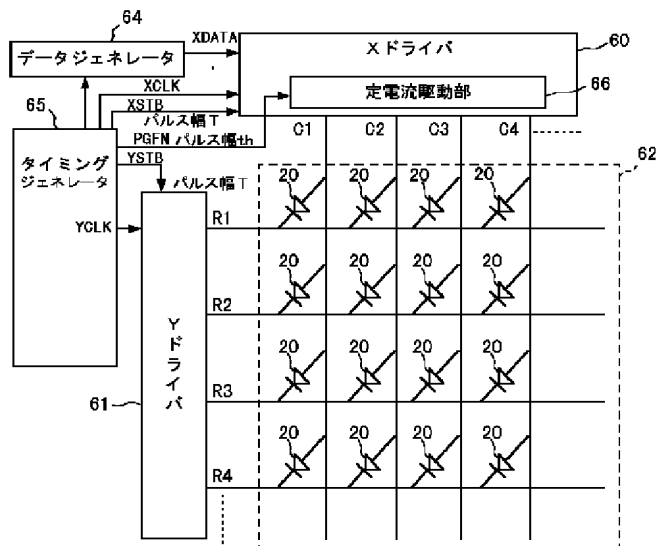 64
データジェネレータ
XDATA
Xドライバ
60
定電流駆動部
66
65
XCLK
XSTB
パルス幅T
PGFN パルス幅th
YSTB
パルス幅T
タイミング
ジェネレータ
YCLK
C1 C2 C3 C4
62
Yドライバ
61
R1
20 20 20 20
R2
20 20 20 20
R3
20 20 20 20
R4
20 20 20 20